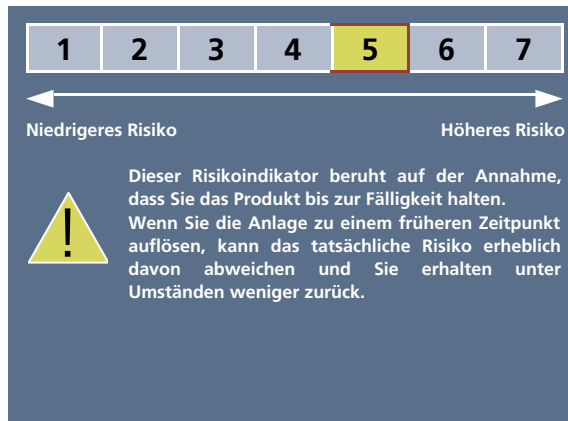 1 2 3 4 5 6 7
Niedrigeres Risiko Höheres Risiko
Dieser Risikoindikator beruht auf der Annahme,
dass Sie das Produkt bis zur Fälligkeit halten.
Wenn Sie die Anlage zu einem früheren Zeitpunkt
auflösen, kann das tatsächliche Risiko erheblich
davon abweichen und Sie erhalten unter
Umständen weniger zurück.
!